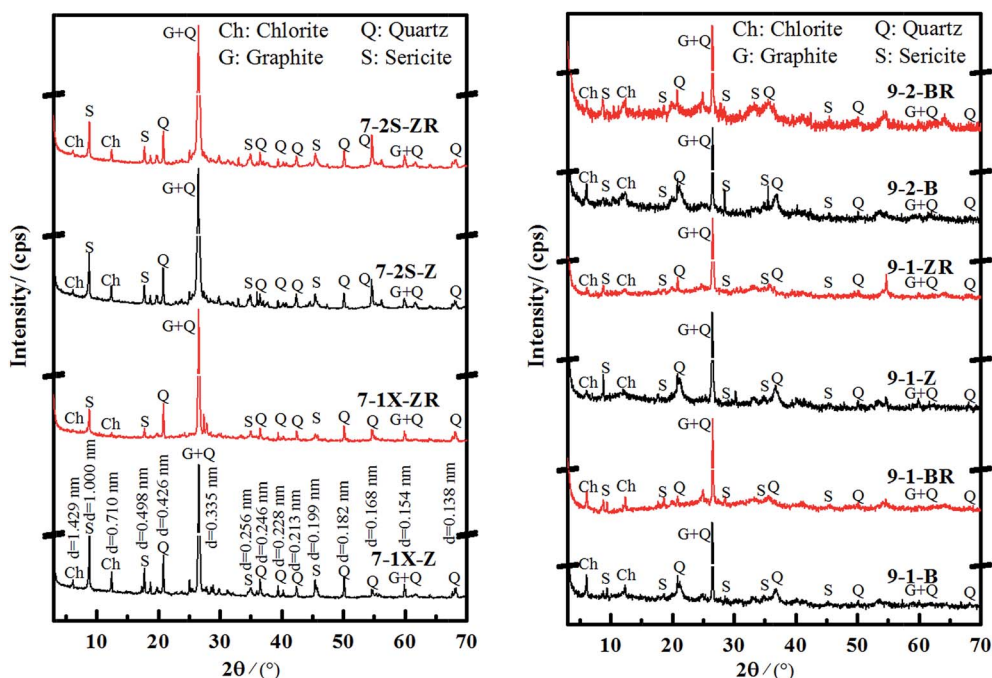 Ch: Chlorite Q: Quartz
G: Graphite S: Sericite
G+Q
7-2S-ZR
Ch S Ch S Q S Q Q Q S Q Q G+Q Q
G+Q
7-2S-Z
Ch S Ch S Q S Q Q Q S Q Q G+Q Q
G+Q
7-1X-ZR
Ch S Ch S Q S Q Q Q S Q Q G+Q Q
G+Q
d=1.429 nm
d=1.000 nm
d=0.710 nm
d=0.498 nm
d=0.426 nm
d=0.335 nm
d=0.256 nm
d=0.246 nm
d=0.228 nm
d=0.213 nm
d=0.199 nm
d=0.182 nm
d=0.168 nm
d=0.154 nm
d=0.138 nm
7-1X-Z
Ch S Ch S Q S Q Q Q S Q Q G+Q Q
10 20 30 40 50 60 70
2θ ∕ (°)
Intensity/ (cps)
Ch: Chlorite Q: Quartz
G: Graphite S: Sericite
G+Q
9-2-BR
Ch S Ch S Q S S Q S Q G+Q Q
G+Q
9-2-B
Ch S Ch S Q S S Q S Q G+Q Q
G+Q
9-1-ZR
Ch S Ch S Q S S Q S Q G+Q Q
G+Q
9-1-Z
Ch S Ch S Q S S Q S Q G+Q Q
G+Q
9-1-BR
Ch S Ch S Q S S Q S Q G+Q Q
G+Q
9-1-B
Ch S Ch S Q S S Q S Q G+Q Q
10 20 30 40 50 60 70
2θ ∕ (°)
Intensity/ (cps)